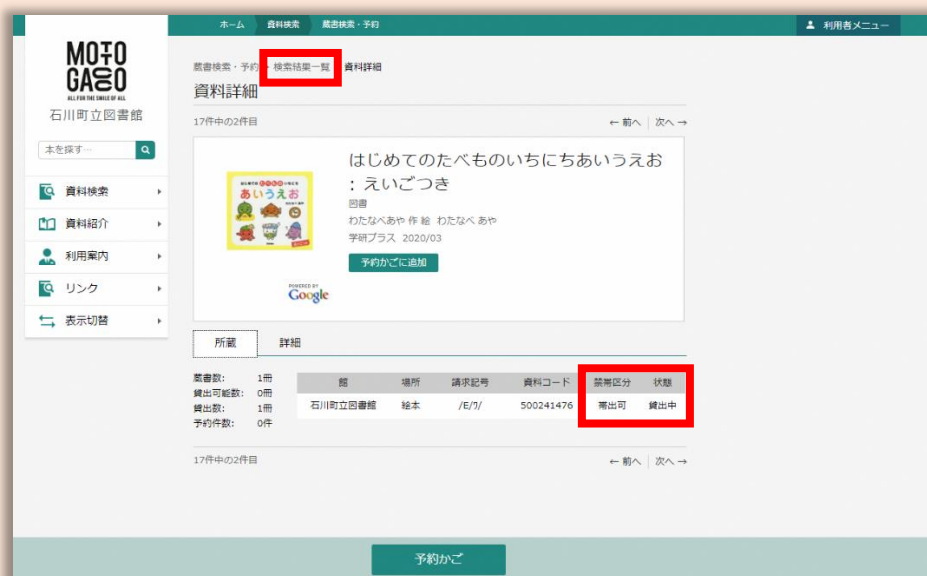 ホーム 資料検索 蔵書検索・予約
利用者メニュー
MOTO
GACO
ALL FOR THE SMILE OF ALL
石川町立図書館
本を探す…
資料検索
資料紹介
利用案内
リンク
表示切替
蔵書検索・予約 検索結果一覧 資料詳細
資料詳細
17件中の2件目 ← 前へ 次へ →
あいうえお
はじめてのたべものいちにちあいうえお
: えいごつき
図書
わたなべあや 作 絵 わたなべ あや
学研プラス 2020/03
予約かごに追加
POWERED BY
Google
所蔵 詳細
蔵書数: 1冊
貸出可能数: 0冊
貸出数: 1冊
予約件数: 0件
館 場所 請求記号 資料コード 禁帯区分 状態
石川町立図書館 絵本 /E/ﾜ/ 500241476 帯出可 貸出中
17件中の2件目 ← 前へ 次へ →
予約かご